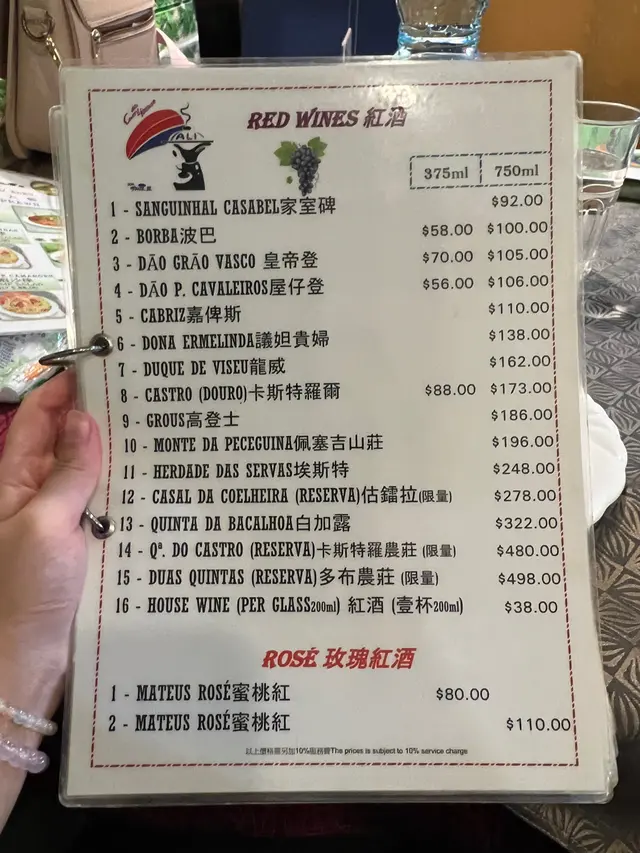 ALI
RED WINES 紅酒
375ml 750ml
1 - SANGUINHAL CASABEL家室碑 $92.00
2 - BORBA波巴 $58.00 $100.00
3 - DÃO GRÃO VASCO 皇帝登 $70.00 $105.00
4 - DÃO P. CAVALEIROS屋仔登 $56.00 $106.00
5 - CABRIZ嘉俾斯 $110.00
6 - DONA ERMELINDA議妲貴婦 $138.00
7 - DUQUE DE VISEU龍威 $162.00
8 - CASTRO (DOURO)卡斯特羅爾 $88.00 $173.00
9 - GROUS高登士 $186.00
10 - MONTE DA PECEGUINA佩塞吉山莊 $196.00
11 - HERDADE DAS SERVAS埃斯特 $248.00
12 - CASAL DA COELHEIRA (RESERVA)估鐳拉(限量) $278.00
13 - QUINTA DA BACALHOA白加露 $322.00
14 - Qª. DO CASTRO (RESERVA)卡斯特羅農莊 (限量) $480.00
15 - DUAS QUINTAS (RESERVA)多布農莊 (限量) $498.00
16 - HOUSE WINE (PER GLASS200ml) 紅酒 (壹杯200ml) $38.00
ROSÉ 玫瑰紅酒
1 - MATEUS ROSÉ蜜桃紅 $80.00
2 - MATEUS ROSÉ蜜桃紅 $110.00
以上價格需另加10%服務費The prices is subject to 10% service charge